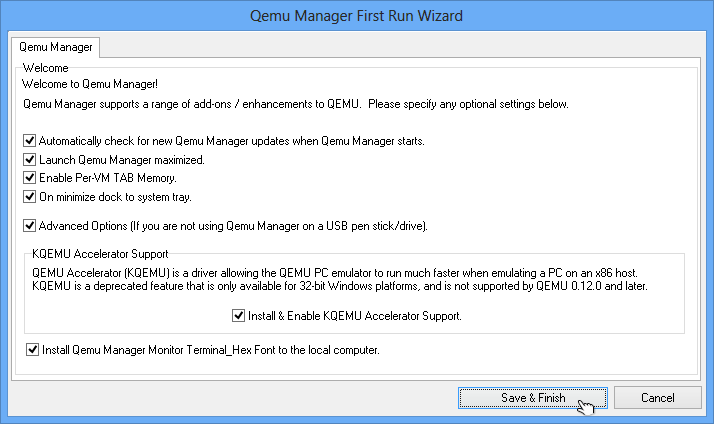 Qemu Manager First Run Wizard
Qemu Manager
Welcome
Welcome to Qemu Manager!
Qemu Manager supports a range of add-ons / enhancements to QEMU.  Please specify any optional settings below.
Automatically check for new Qemu Manager updates when Qemu Manager starts.
Launch Qemu Manager maximized.
Enable Per-VM TAB Memory.
On minimize dock to system tray.
Advanced Options (If you are not using Qemu Manager on a USB pen stick/drive).
KQEMU Accelerator Support
QEMU Accelerator (KQEMU) is a driver allowing the QEMU PC emulator to run much faster when emulating a PC on an x86 host.
KQEMU is a deprecated feature that is only available for 32-bit Windows platforms, and is not supported by QEMU 0.12.0 and later.
Install & Enable KQEMU Accelerator Support.
Install Qemu Manager Monitor Terminal_Hex Font to the local computer.
Save & Finish
Cancel